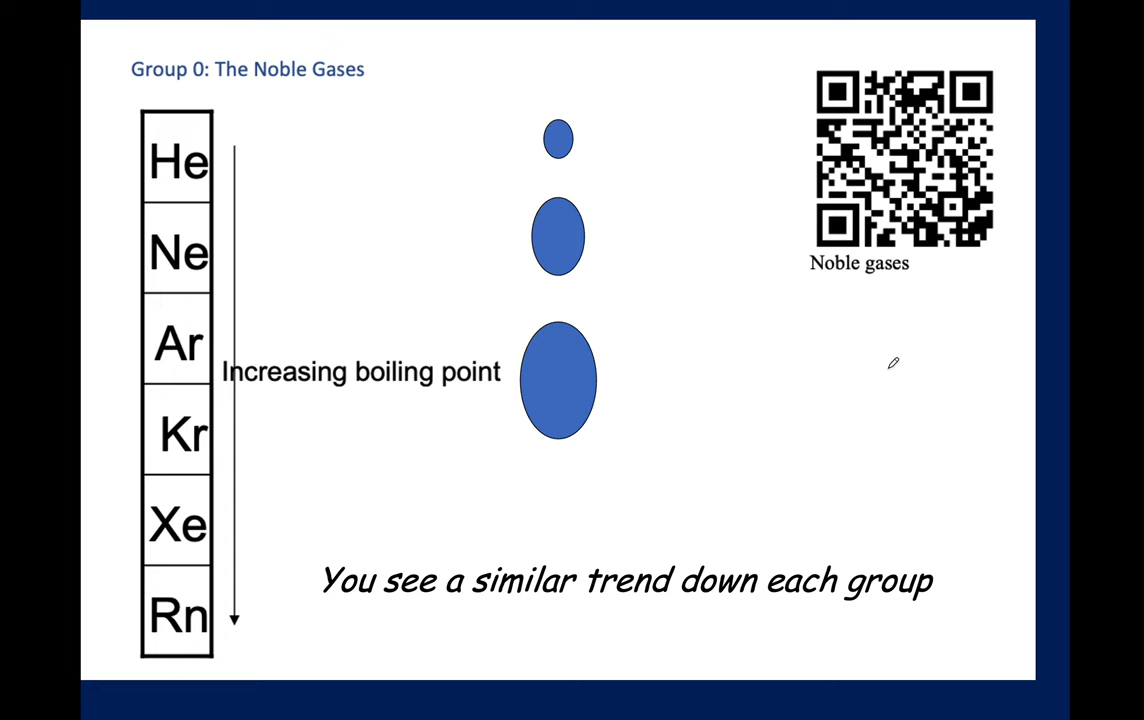 Group 0: The Noble Gases
He
Ne
Ar
Kr
Xe
Rn
Increasing boiling point
Noble gases
You see a similar trend down each group